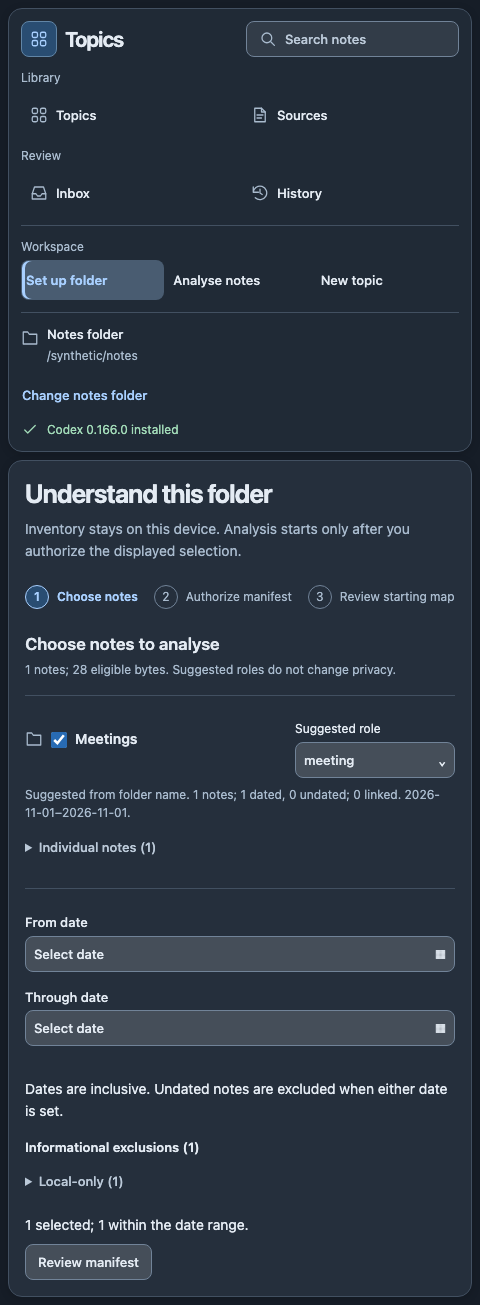 Topics
Search notes
Library
Topics
Sources
Review
Inbox
History
Workspace
Set up folder
Analyse notes
New topic
Notes folder
/synthetic/notes
Change notes folder
Codex 0.166.0 installed
Understand this folder
Inventory stays on this device. Analysis starts only after you
authorize the displayed selection.
1 Choose notes
2 Authorize manifest
3 Review starting map
Choose notes to analyse
1 notes; 28 eligible bytes. Suggested roles do not change privacy.
Suggested role
Meetings
meeting
Suggested from folder name. 1 notes; 1 dated, 0 undated; 0 linked. 2026-
11-01–2026-11-01.
Individual notes (1)
From date
Select date
Through date
Select date
Dates are inclusive. Undated notes are excluded when either date
is set.
Informational exclusions (1)
Local-only (1)
1 selected; 1 within the date range.
Review manifest